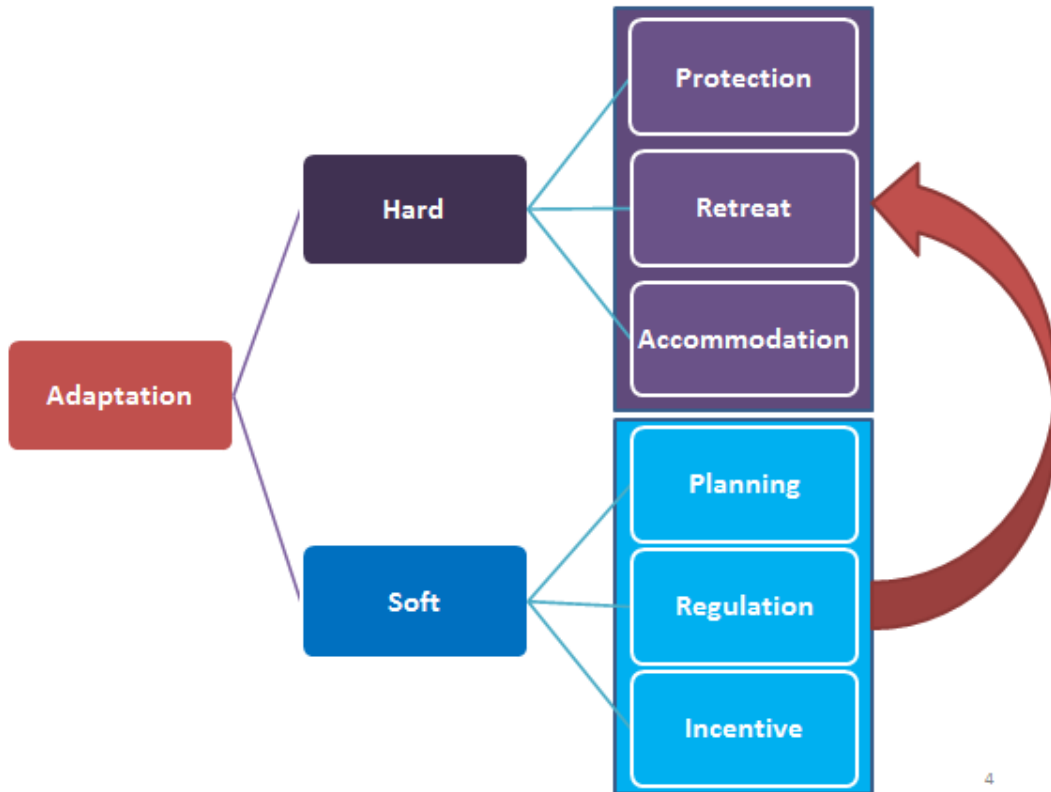 Adaptation
Hard
Protection
Retreat
Accommodation
Soft
Planning
Regulation
Incentive
4